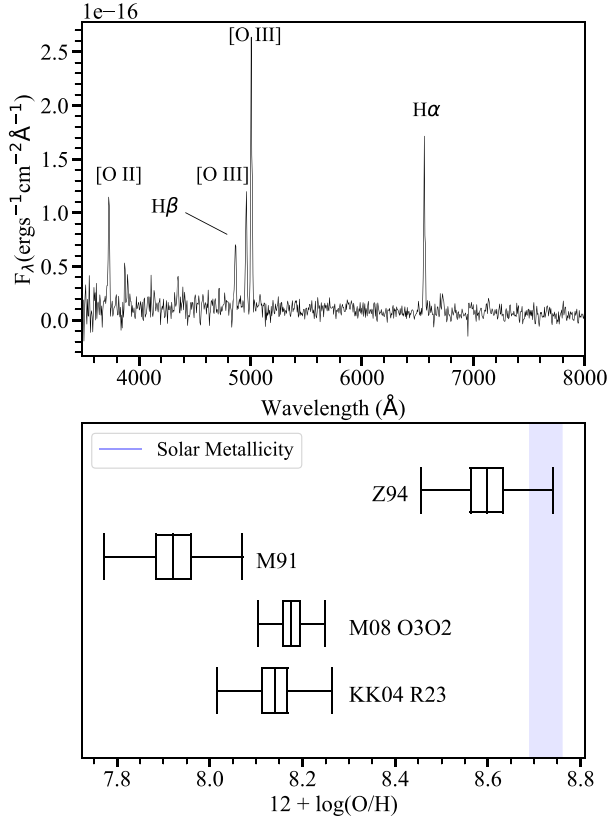 1e−16
[O III]
2.5
Hα
2.0
[O II]
[O III]
1.5
Hβ
1.0
0.5
0.0
Fλ(ergs−1cm−2Å−1)
4000 5000 6000 7000 8000
Wavelength (Å)
Solar Metallicity
Z94
M91
M08 O3O2
KK04 R23
7.8 8.0 8.2 8.4 8.6 8.8
12 + log(O/H)